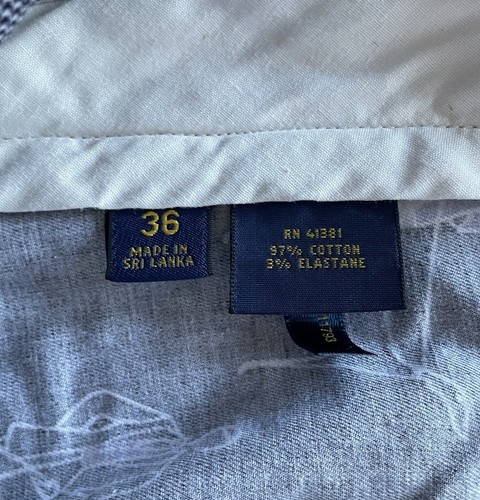 36
MADE IN
SRI LANKA
RN 41381
97% COTTON
3% ELASTANE